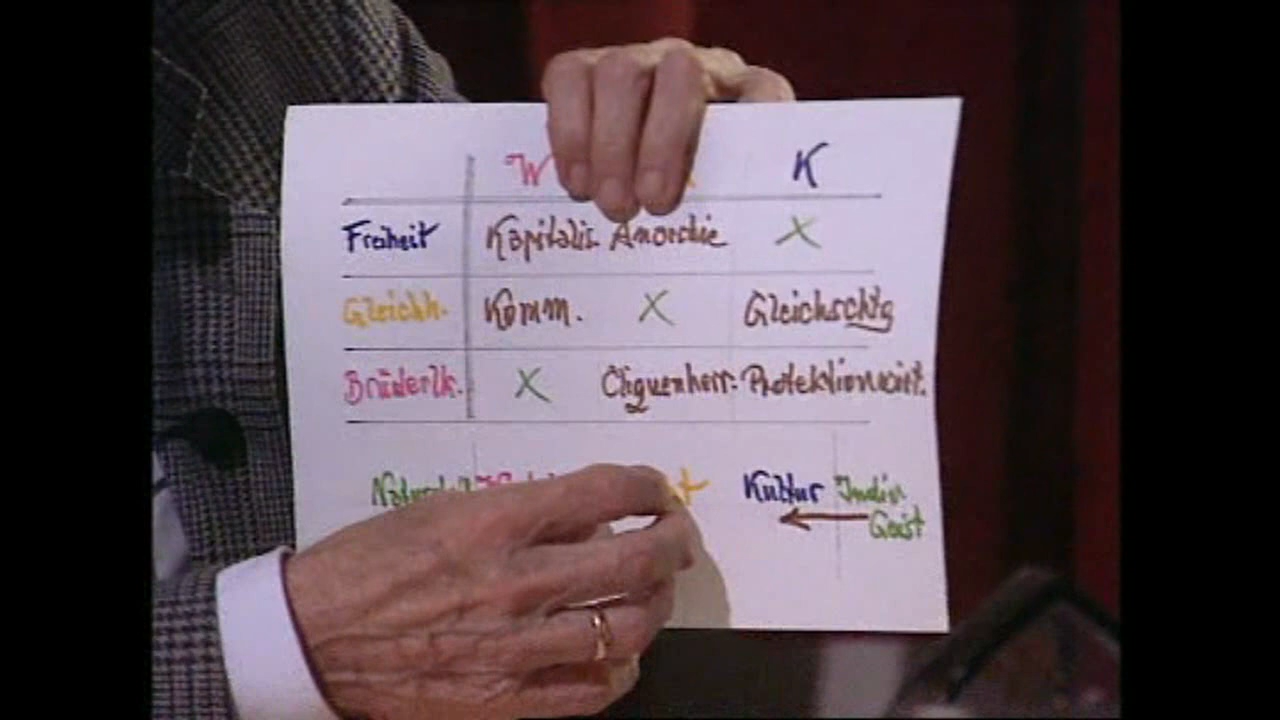 W K
Freiheit Kapitalis. Anarchie X
Gleichh. Komm. X Gleichschtg
Brüderlk. X Cliquenherr. Protektionwirt.
Kultur Indiv.
Geist